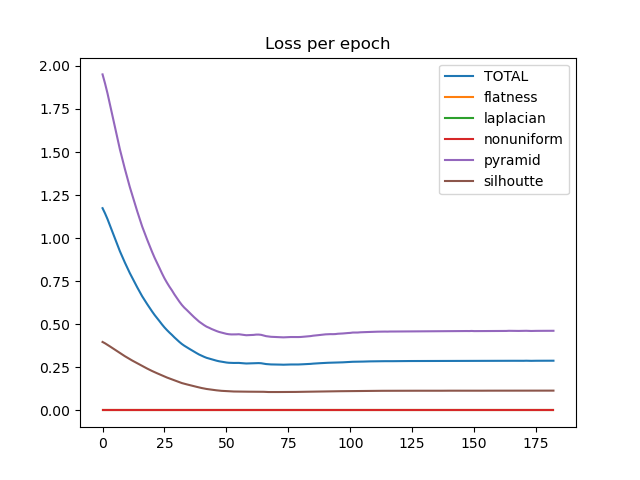 Loss per epoch
2.00
1.75
1.50
1.25
1.00
0.75
0.50
0.25
0.00
TOTAL
flatness
laplacian
nonuniform
pyramid
silhoutte
0 25 50 75 100 125 150 175